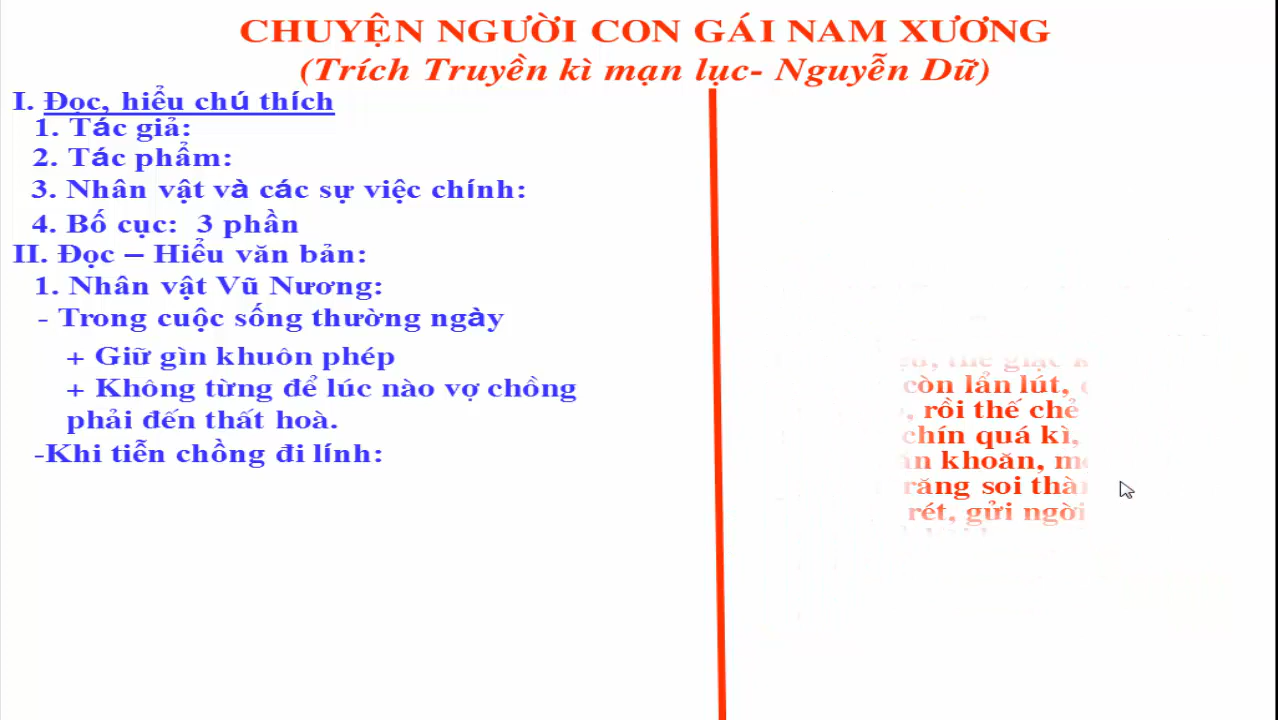 CHUYỆN NGƯỜI CON GÁI NAM XƯƠNG
(Trích Truyền kì mạn lục- Nguyễn Dữ)
I. Đọc, hiểu chú thích
1. Tác giả:
2. Tác phẩm:
3. Nhân vật và các sự việc chính:
4. Bố cục: 3 phần
II. Đọc – Hiểu văn bản:
1. Nhân vật Vũ Nương:
- Trong cuộc sống thường ngày
+ Giữ gìn khuôn phép
+ Không từng để lúc nào vợ chồng
phải đến thất hoà.
-Khi tiễn chồng đi lính:
thế giặc
còn lẩn lút,
rồi thế chẻ
chín quá kì,
khoăn,
soi
rét, gửi